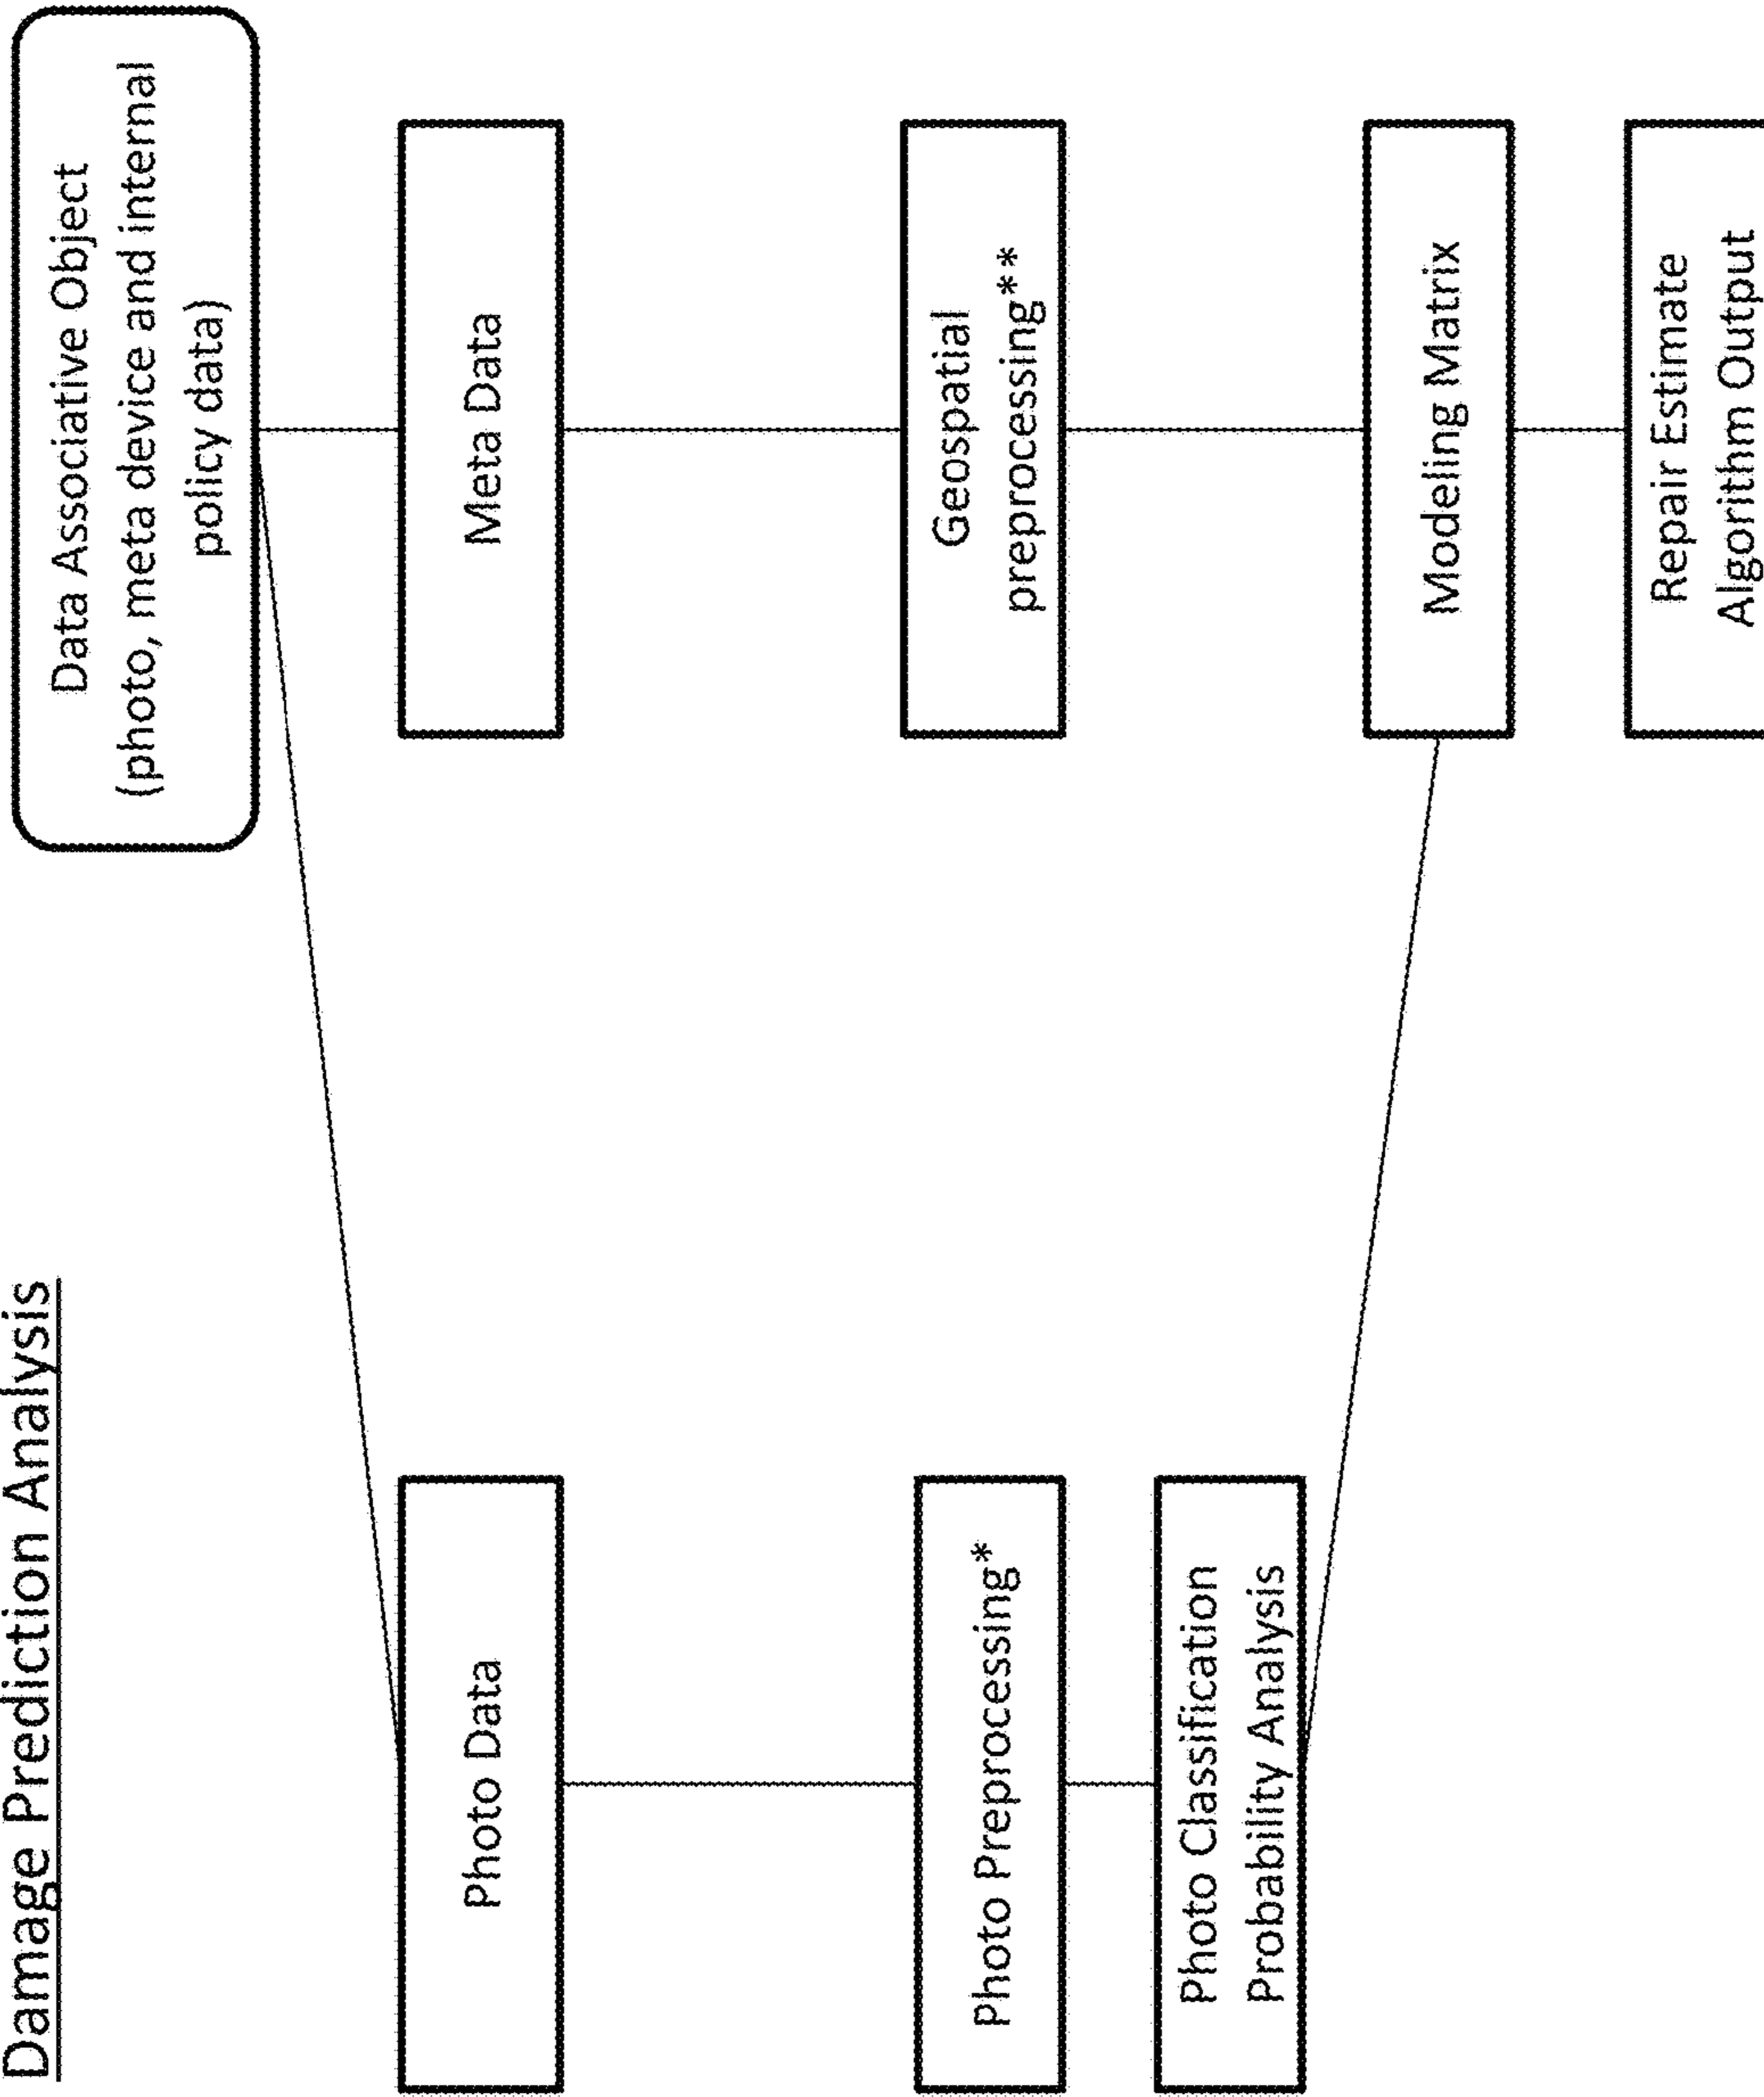 Damage Prediction Analysis
Data Associative Object
(photo, meta device and internal
policy data)
Photo Data
Meta Data
Photo Preprocessing*
Geospatial
preprocessing**
Photo Classification
Probability Analysis
Modeling Matrix
Repair Estimate
Algorithm Output